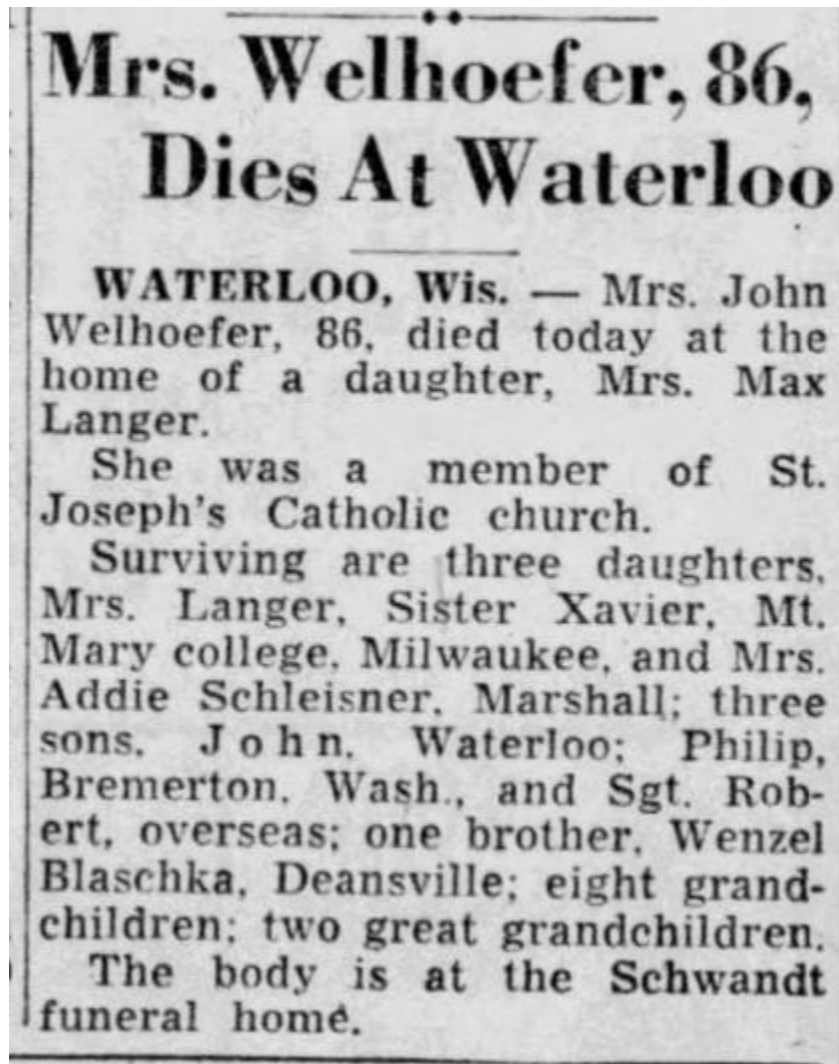 Mrs. Welhoefer, 86,
Dies At Waterloo
WATERLOO, Wis. — Mrs. John
Welhoefer, 86, died today at the
home of a daughter, Mrs. Max
Langer.
She was a member of St.
Joseph's Catholic church.
Surviving are three daughters,
Mrs. Langer, Sister Xavier, Mt.
Mary college, Milwaukee, and Mrs.
Addie Schleisner, Marshall; three
sons, John, Waterloo; Philip,
Bremerton, Wash., and Sgt. Rob-
ert, overseas; one brother, Wenzel
Blaschka, Deansville; eight grand-
children; two great grandchildren.
The body is at the Schwandt
funeral home.